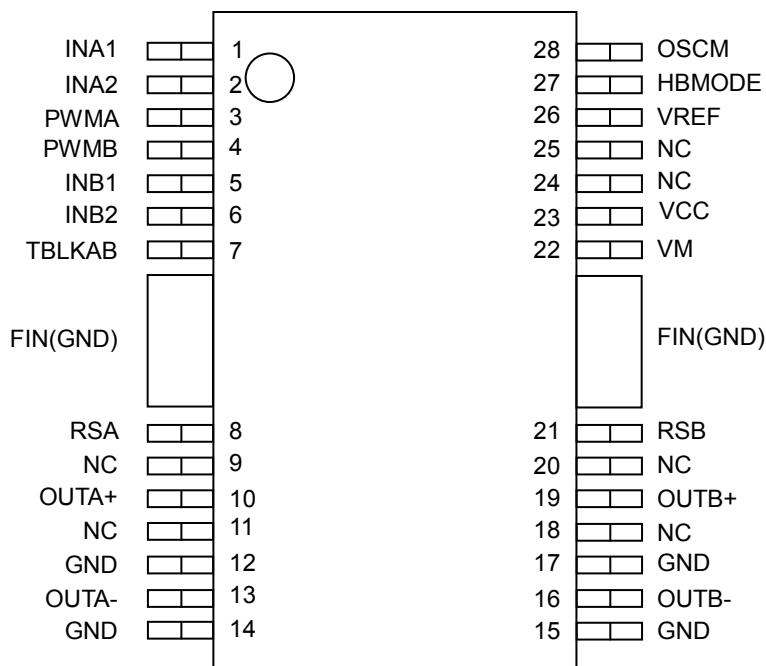 INA1 1 28 OSCM
INA2 2 27 HBMODE
PWMA 3 26 VREF
PWMB 4 25 NC
INB1 5 24 NC
INB2 6 23 VCC
TBLKAB 7 22 VM
FIN(GND) FIN(GND)
RSA 8 21 RSB
NC 9 20 NC
OUTA+ 10 19 OUTB+
NC 11 18 NC
GND 12 17 GND
OUTA- 13 16 OUTB-
GND 14 15 GND